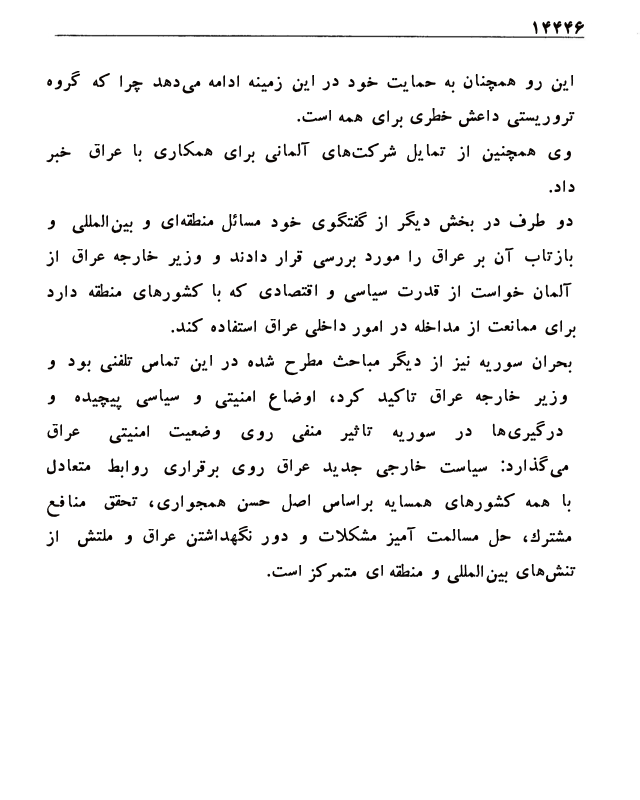 ۱۴۴۴۶
این رو همچنان به حمایت خود در این زمینه ادامه می‌دهد چرا که گروه
تروریستی داعش خطری برای همه است.
وی همچنین از تمایل شرکت‌های آلمانی برای همکاری با عراق خبر
داد.
دو طرف در بخش دیگر از گفتگوی خود مسائل منطقه‌ای و بین‌المللی و
بازتاب آن بر عراق را مورد بررسی قرار دادند و وزیر خارجه عراق از
آلمان خواست از قدرت سیاسی و اقتصادی که با کشورهای منطقه دارد
برای ممانعت از مداخله در امور داخلی عراق استفاده کند.
بحران سوریه نیز از دیگر مباحث مطرح شده در این تماس تلفنی بود و
وزیر خارجه عراق تاکید کرد، اوضاع امنیتی و سیاسی پیچیده و
درگیری‌ها در سوریه تاثیر منفی روی وضعیت امنیتی عراق
می‌گذارد: سیاست خارجی جدید عراق روی برقراری روابط متعادل
با همه کشورهای همسایه براساس اصل حسن همجواری، تحقق منافع
مشترك، حل مسالمت آمیز مشکلات و دور نگهداشتن عراق و ملتش از
تنش‌های بین‌المللی و منطقه ای متمرکز است.